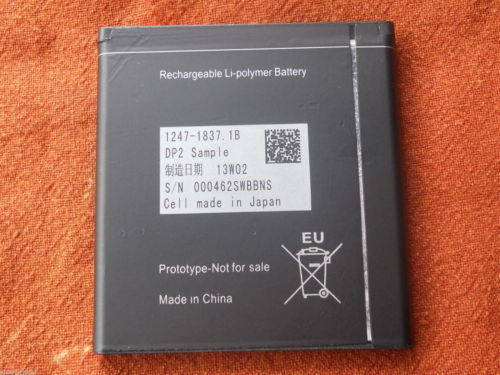 Rechargeable Li-polymer Battery
1247-1837.1B
DP2 Sample
制造日期 13W02
S/N 000462SWBBNS
Cell made in Japan
EU
Prototype-Not for sale
Made in China